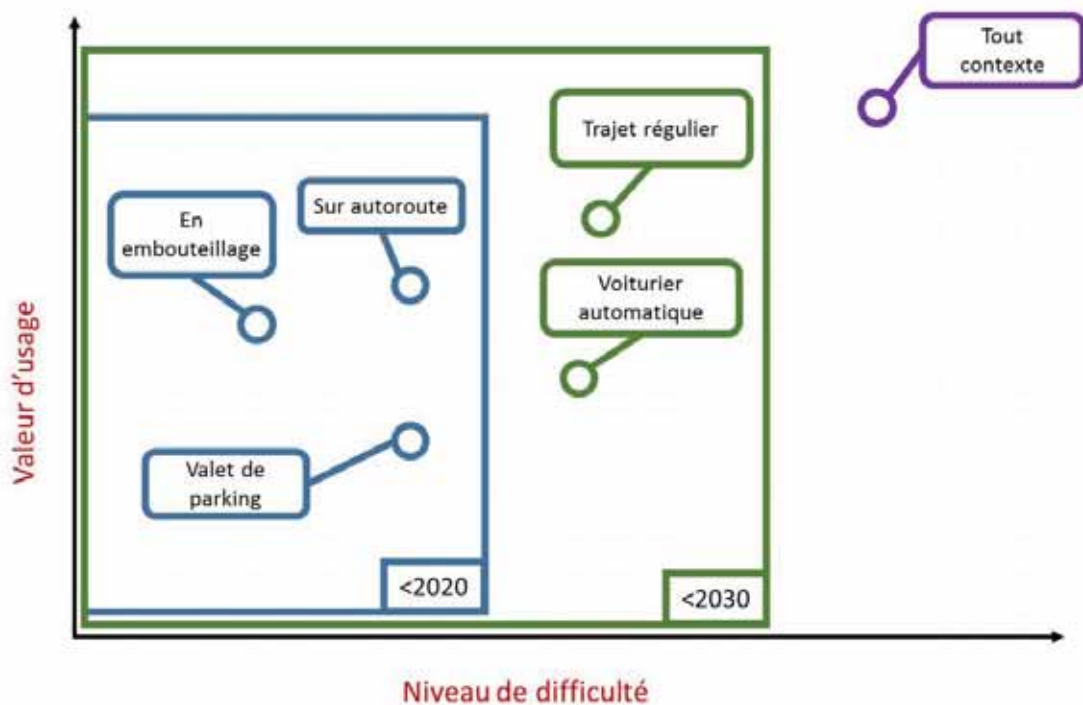 Tout
contexte
Trajet régulier
Sur autoroute
En
embouteillage
Voiturier
automatique
Valet de
parking
<2020
<2030
Valeur d'usage
Niveau de difficulté